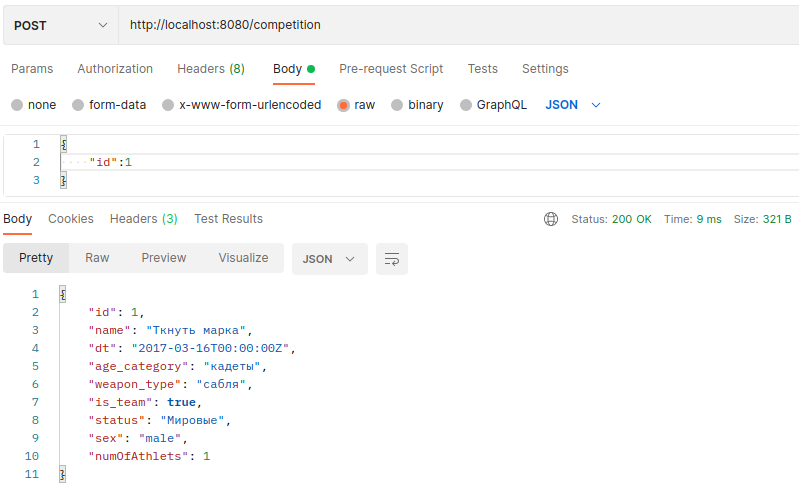 POST http://localhost:8080/competition
Params Authorization Headers (8) Body Pre-request Script Tests Settings
none form-data x-www-form-urlencoded raw binary GraphQL JSON
1 {
2 "id":1
3 }
Body Cookies Headers (3) Test Results Status: 200 OK Time: 9 ms Size: 321 B
Pretty Raw Preview Visualize JSON
1 {
2 "id": 1,
3 "name": "Ткнуть марка",
4 "dt": "2017-03-16T00:00:00Z",
5 "age_category": "кадеты",
6 "weapon_type": "сабля",
7 "is_team": true,
8 "status": "Мировые",
9 "sex": "male",
10 "numOfAthlets": 1
11 }